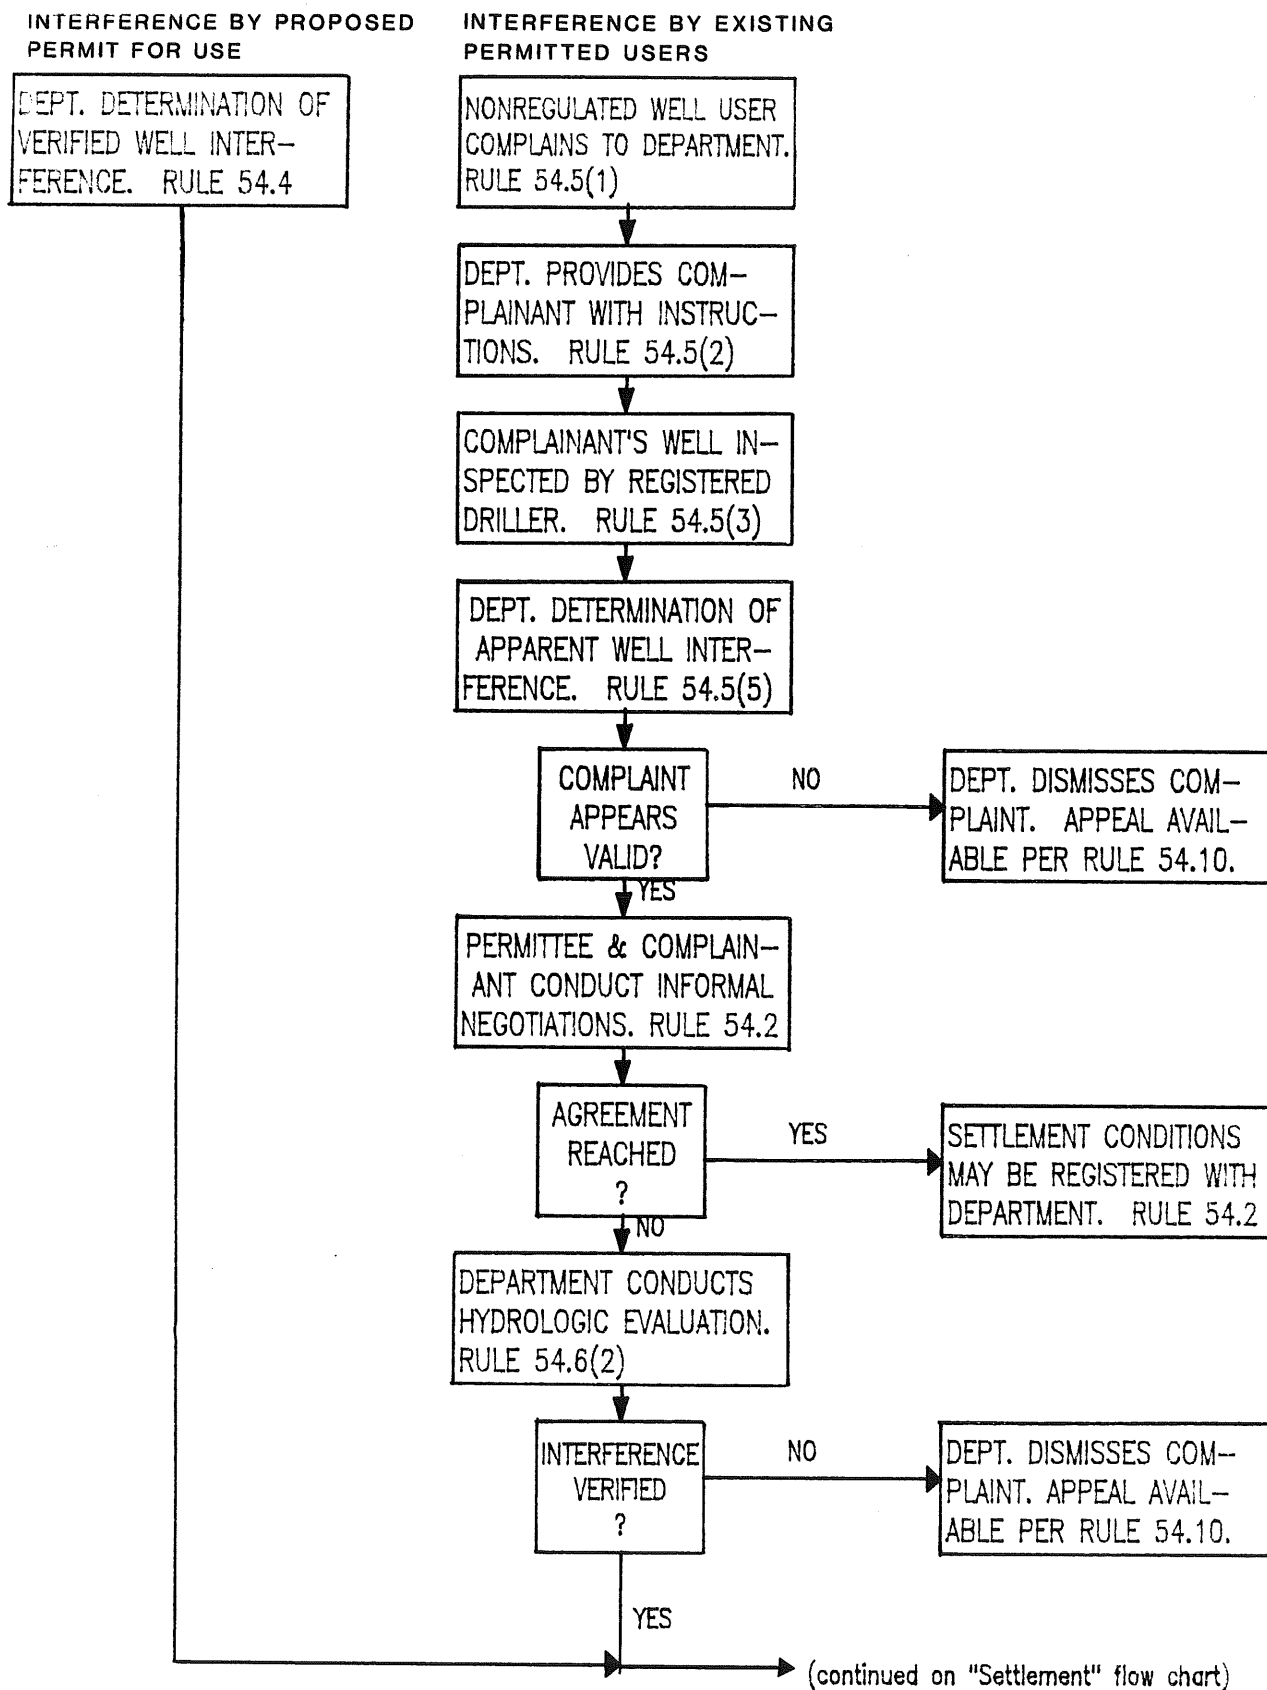 INTERFERENCE BY PROPOSED
PERMIT FOR USE
DEPT. DETERMINATION OF
VERIFIED WELL INTER–
FERENCE. RULE 54.4
INTERFERENCE BY EXISTING
PERMITTED USERS
NONREGULATED WELL USER
COMPLAINS TO DEPARTMENT.
RULE 54.5(1)
DEPT. PROVIDES COM–
PLAINANT WITH INSTRUC–
TIONS. RULE 54.5(2)
COMPLAINANT'S WELL IN–
SPECTED BY REGISTERED
DRILLER. RULE 54.5(3)
DEPT. DETERMINATION OF
APPARENT WELL INTER–
FERENCE. RULE 54.5(5)
COMPLAINT
APPEARS
VALID?
NO
DEPT. DISMISSES COM–
PLAINT. APPEAL AVAIL–
ABLE PER RULE 54.10.
YES
PERMITTEE & COMPLAIN–
ANT CONDUCT INFORMAL
NEGOTIATIONS. RULE 54.2
AGREEMENT
REACHED
?
YES
SETTLEMENT CONDITIONS
MAY BE REGISTERED WITH
DEPARTMENT. RULE 54.2
NO
DEPARTMENT CONDUCTS
HYDROLOGIC EVALUATION.
RULE 54.6(2)
INTERFERENCE
VERIFIED
?
NO
DEPT. DISMISSES COM–
PLAINT. APPEAL AVAIL–
ABLE PER RULE 54.10.
YES
(continued on "Settlement" flow chart)